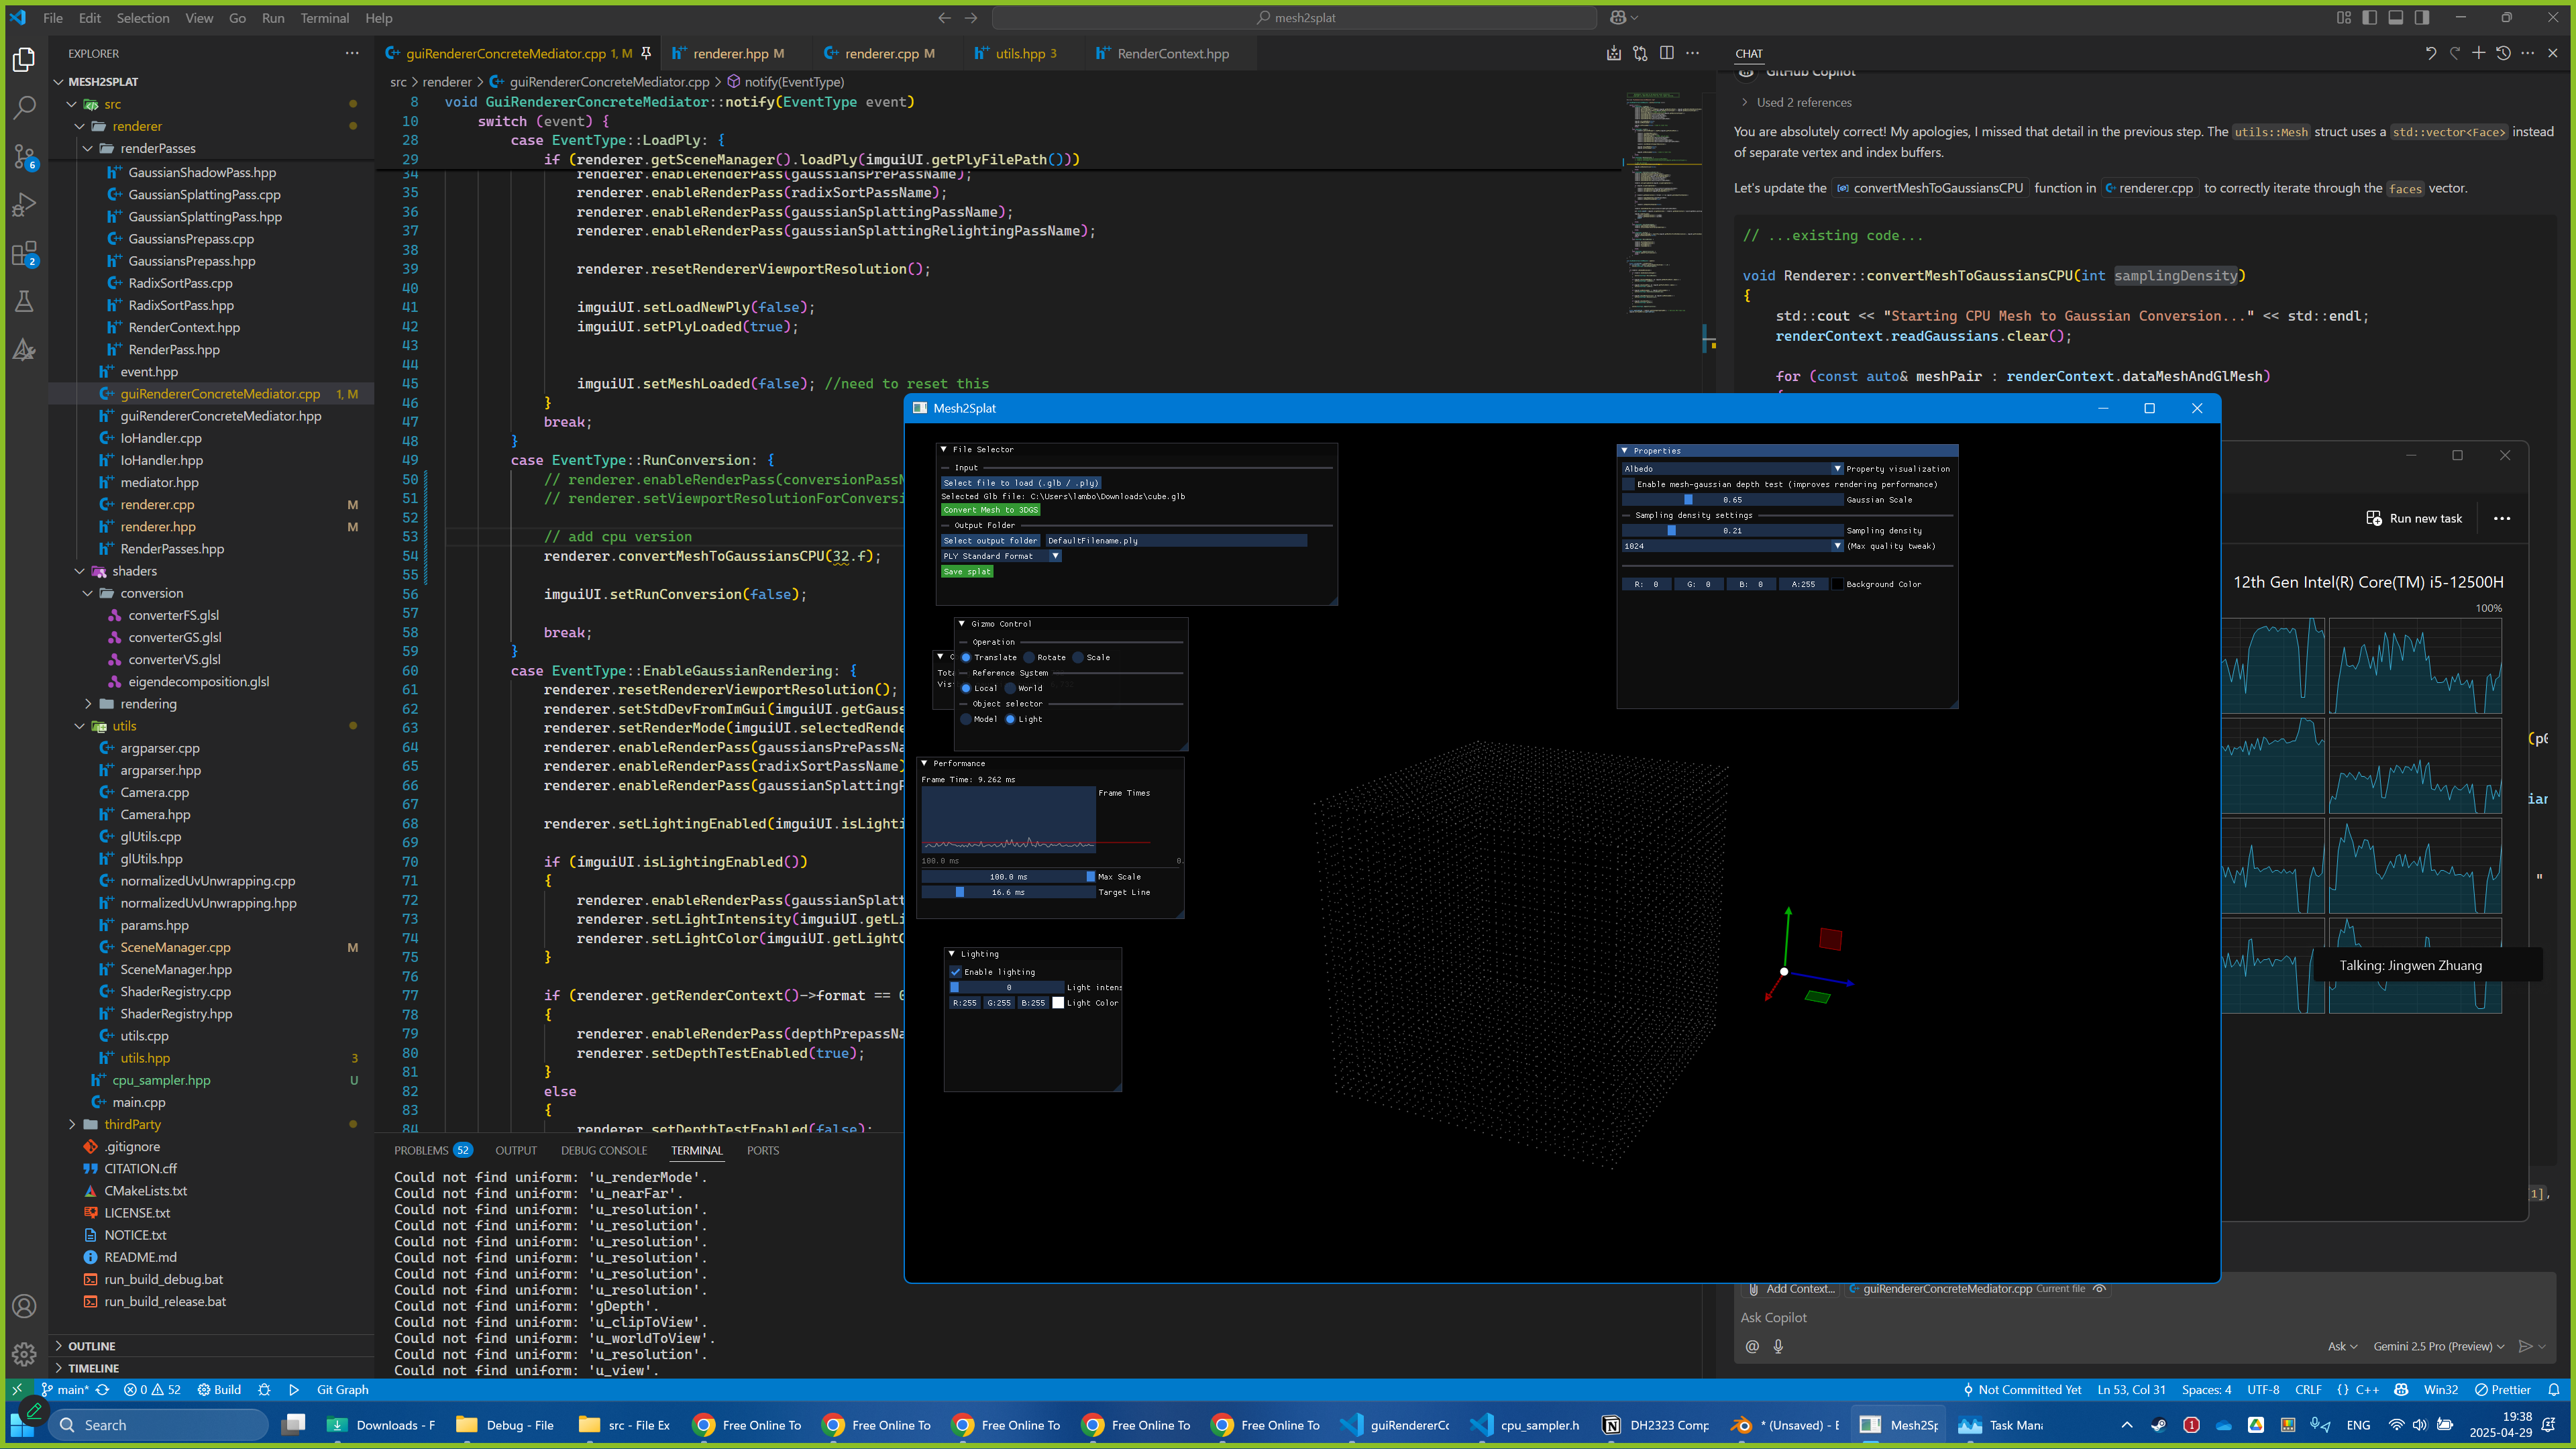 File Edit Selection View Go Run Terminal Help
mesh2splat
EXPLORER
MESH2SPLAT
src
renderer
renderPasses
GaussianShadowPass.hpp
GaussianSplattingPass.cpp
GaussianSplattingPass.hpp
GaussiansPrepass.cpp
GaussiansPrepass.hpp
RadixSortPass.cpp
RadixSortPass.hpp
RenderContext.hpp
RenderPass.hpp
event.hpp
guiRendererConcreteMediator.cpp 1, M
guiRendererConcreteMediator.hpp
IoHandler.cpp
IoHandler.hpp
mediator.hpp
renderer.cpp M
renderer.hpp M
RenderPasses.hpp
shaders
conversion
converterFS.glsl
converterGS.glsl
converterVS.glsl
eigendecomposition.glsl
rendering
utils
argparser.cpp
argparser.hpp
Camera.cpp
Camera.hpp
glUtils.cpp
glUtils.hpp
normalizedUvUnwrapping.cpp
normalizedUvUnwrapping.hpp
params.hpp
SceneManager.cpp M
SceneManager.hpp
ShaderRegistry.cpp
ShaderRegistry.hpp
utils.cpp
utils.hpp 3
cpu_sampler.hpp U
main.cpp
thirdParty
.gitignore
CITATION.cff
CMakeLists.txt
LICENSE.txt
NOTICE.txt
README.md
run_build_debug.bat
run_build_release.bat
OUTLINE
TIMELINE
6
2
guiRendererConcreteMediator.cpp 1, M
renderer.hpp M
renderer.cpp M
utils.hpp 3
RenderContext.hpp
src > renderer > guiRendererConcreteMediator.cpp > notify(EventType)
8 void GuiRendererConcreteMediator::notify(EventType event)
10 switch (event) {
28 case EventType::LoadPly: {
29 if (renderer.getSceneManager().loadPly(imguiUI.getPlyFilePath()))
34 renderer.enableRenderPass(gaussiansPrePassName);
35 renderer.enableRenderPass(radixSortPassName);
36 renderer.enableRenderPass(gaussianSplattingPassName);
37 renderer.enableRenderPass(gaussianSplattingRelightingPassName);
38
39 renderer.resetRendererViewportResolution();
40
41 imguiUI.setLoadNewPly(false);
42 imguiUI.setPlyLoaded(true);
43
44
45 imguiUI.setMeshLoaded(false); //need to reset this
46 }
47 break;
48 }
49 case EventType::RunConversion: {
50 // renderer.enableRenderPass(conversionPassN
51 // renderer.setViewportResolutionForConversi
52
53 // add cpu version
54 renderer.convertMeshToGaussiansCPU(32.f);
55
56 imguiUI.setRunConversion(false);
57
58 break;
59 }
60 case EventType::EnableGaussianRendering: {
61 renderer.resetRendererViewportResolution();
62 renderer.setStdDevFromImGui(imguiUI.getGauss
63 renderer.setRenderMode(imguiUI.selectedRende
64 renderer.enableRenderPass(gaussiansPrePassNa
65 renderer.enableRenderPass(radixSortPassName)
66 renderer.enableRenderPass(gaussianSplattingP
67
68 renderer.setLightingEnabled(imguiUI.isLighti
69
70 if (imguiUI.isLightingEnabled())
71 {
72 renderer.enableRenderPass(gaussianSplatt
73 renderer.setLightIntensity(imguiUI.getLi
74 renderer.setLightColor(imguiUI.getLightC
75 }
76
77 if (renderer.getRenderContext()->format == 0
78 {
79 renderer.enableRenderPass(depthPrepassNa
80 renderer.setDepthTestEnabled(true);
81 }
82 else
83 {
84 renderer.setDepthTestEnabled(false);
PROBLEMS 52 OUTPUT DEBUG CONSOLE TERMINAL PORTS
Could not find uniform: 'u_renderMode'.
Could not find uniform: 'u_nearFar'.
Could not find uniform: 'u_resolution'.
Could not find uniform: 'u_resolution'.
Could not find uniform: 'u_resolution'.
Could not find uniform: 'u_resolution'.
Could not find uniform: 'u_resolution'.
Could not find uniform: 'u_resolution'.
Could not find uniform: 'gDepth'.
Could not find uniform: 'u_clipToView'.
Could not find uniform: 'u_worldToView'.
Could not find uniform: 'u_resolution'.
Could not find uniform: 'u_view'.
CHAT
GitHub Copilot
Used 2 references
You are absolutely correct! My apologies, I missed that detail in the previous step. The utils::Mesh struct uses a std::vector<Face> instead
of separate vertex and index buffers.
Let's update the convertMeshToGaussiansCPU function in renderer.cpp to correctly iterate through the faces vector.
// ...existing code...
void Renderer::convertMeshToGaussiansCPU(int samplingDensity)
{
std::cout << "Starting CPU Mesh to Gaussian Conversion..." << std::endl;
renderContext.readGaussians.clear();
for (const auto& meshPair : renderContext.dataMeshAndGlMesh)
Mesh2Splat
File Selector
Input
Select file to load (.glb / .ply)
Selected Glb file: C:\Users\lambo\Downloads\cube.glb
Convert Mesh to 3DGS
Output Folder
Select output folder DefaultFilename.ply
PLY Standard Format
Save splat
Gizmo Control
Operation
Translate Rotate Scale
Reference System
Local World
Object selector
Model Light
Tota
Vis
Performance
Frame Time: 9.262 ms
Frame Times
100.0 ms 0.
100.0 ms Max Scale
16.6 ms Target Line
Lighting
Enable lighting
0 Light intens
R:255 G:255 B:255 Light Color
Properties
Albedo Property visualization
Enable mesh-gaussian depth test (improves rendering performance)
0.65 Gaussian Scale
Sampling density settings
0.21 Sampling density
1024 (Max quality tweak)
R: 0 G: 0 B: 0 A:255 Background Color
Run new task
12th Gen Intel(R) Core(TM) i5-12500H
100%
Talking: Jingwen Zhuang
(p0
ian
"
[1],
Add Context... guiRendererConcreteMediator.cpp Current file
Ask Copilot
Ask Gemini 2.5 Pro (Preview)
main* 0 52 Build Git Graph
Not Committed Yet Ln 53, Col 31 Spaces: 4 UTF-8 CRLF {} C++ Win32 Prettier
Search
Downloads - F
Debug - File
src - File Ex
Free Online To
Free Online To
Free Online To
Free Online To
Free Online To
guiRendererCo
cpu_sampler.h
DH2323 Comp
* (Unsaved) - B
Mesh2Sp
Task Mana
1
ENG
19:38
2025-04-29